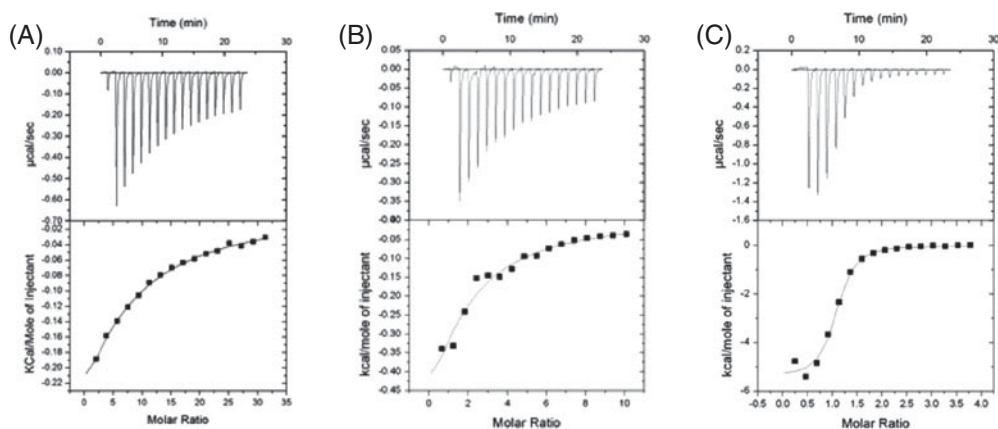 (A)
Time (min)
0 10 20 30
0.10
0.00
-0.10
-0.20
-0.30
-0.40
-0.50
-0.60
-0.70
µcal/sec
-0.02
-0.04
-0.06
-0.08
-0.10
-0.12
-0.14
-0.16
-0.18
-0.20
-0.22
KCal/Mole of Injectant
0 5 10 15 20 25 30 35
Molar Ratio
(B)
Time (min)
0 10 20 30
0.05
0.00
-0.05
-0.10
-0.15
-0.20
-0.25
-0.30
-0.35
µcal/sec
-0.05
-0.10
-0.15
-0.20
-0.25
-0.30
-0.35
-0.40
-0.45
kcal/mole of injectant
0 2 4 6 8 10
Molar Ratio
(C)
Time (min)
0 10 20 30
0.2
0.0
-0.2
-0.4
-0.6
-0.8
-1.0
-1.2
-1.4
-1.6
µcal/sec
0
-2
-4
-6
kcal/mole of injectant
-0.5 0.0 0.5 1.0 1.5 2.0 2.5 3.0 3.5 4.0
Molar Ratio